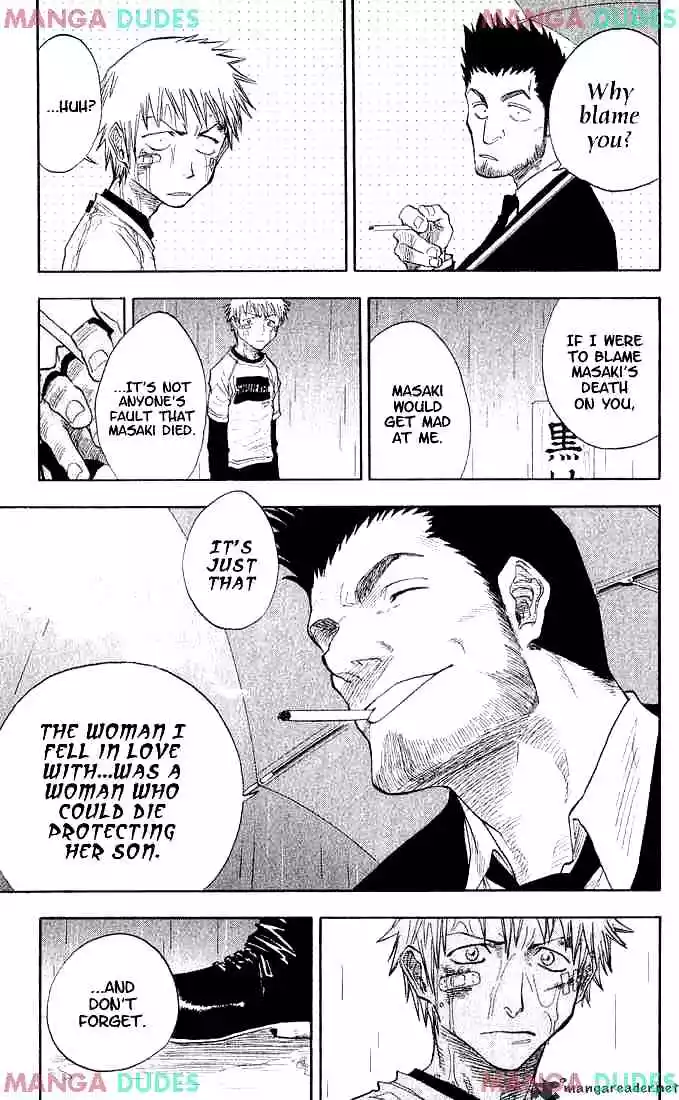 MANGA DUDES
MANGA DUDES
Why
blame
you?
...HUH?
IF I WERE
TO BLAME
MASAKI'S
DEATH
ON YOU,
黒
MASAKI
WOULD
GET MAD
AT ME.
...IT'S NOT
ANYONE'S
FAULT THAT
MASAKI DIED.
IT'S
JUST
THAT
THE WOMAN I
FELL IN LOVE
WITH...WAS A
WOMAN WHO
COULD DIE
PROTECTING
HER SON.
...AND
DON'T
FORGET.
MANGA DUDES
MANGA DUDES
mangareader.net